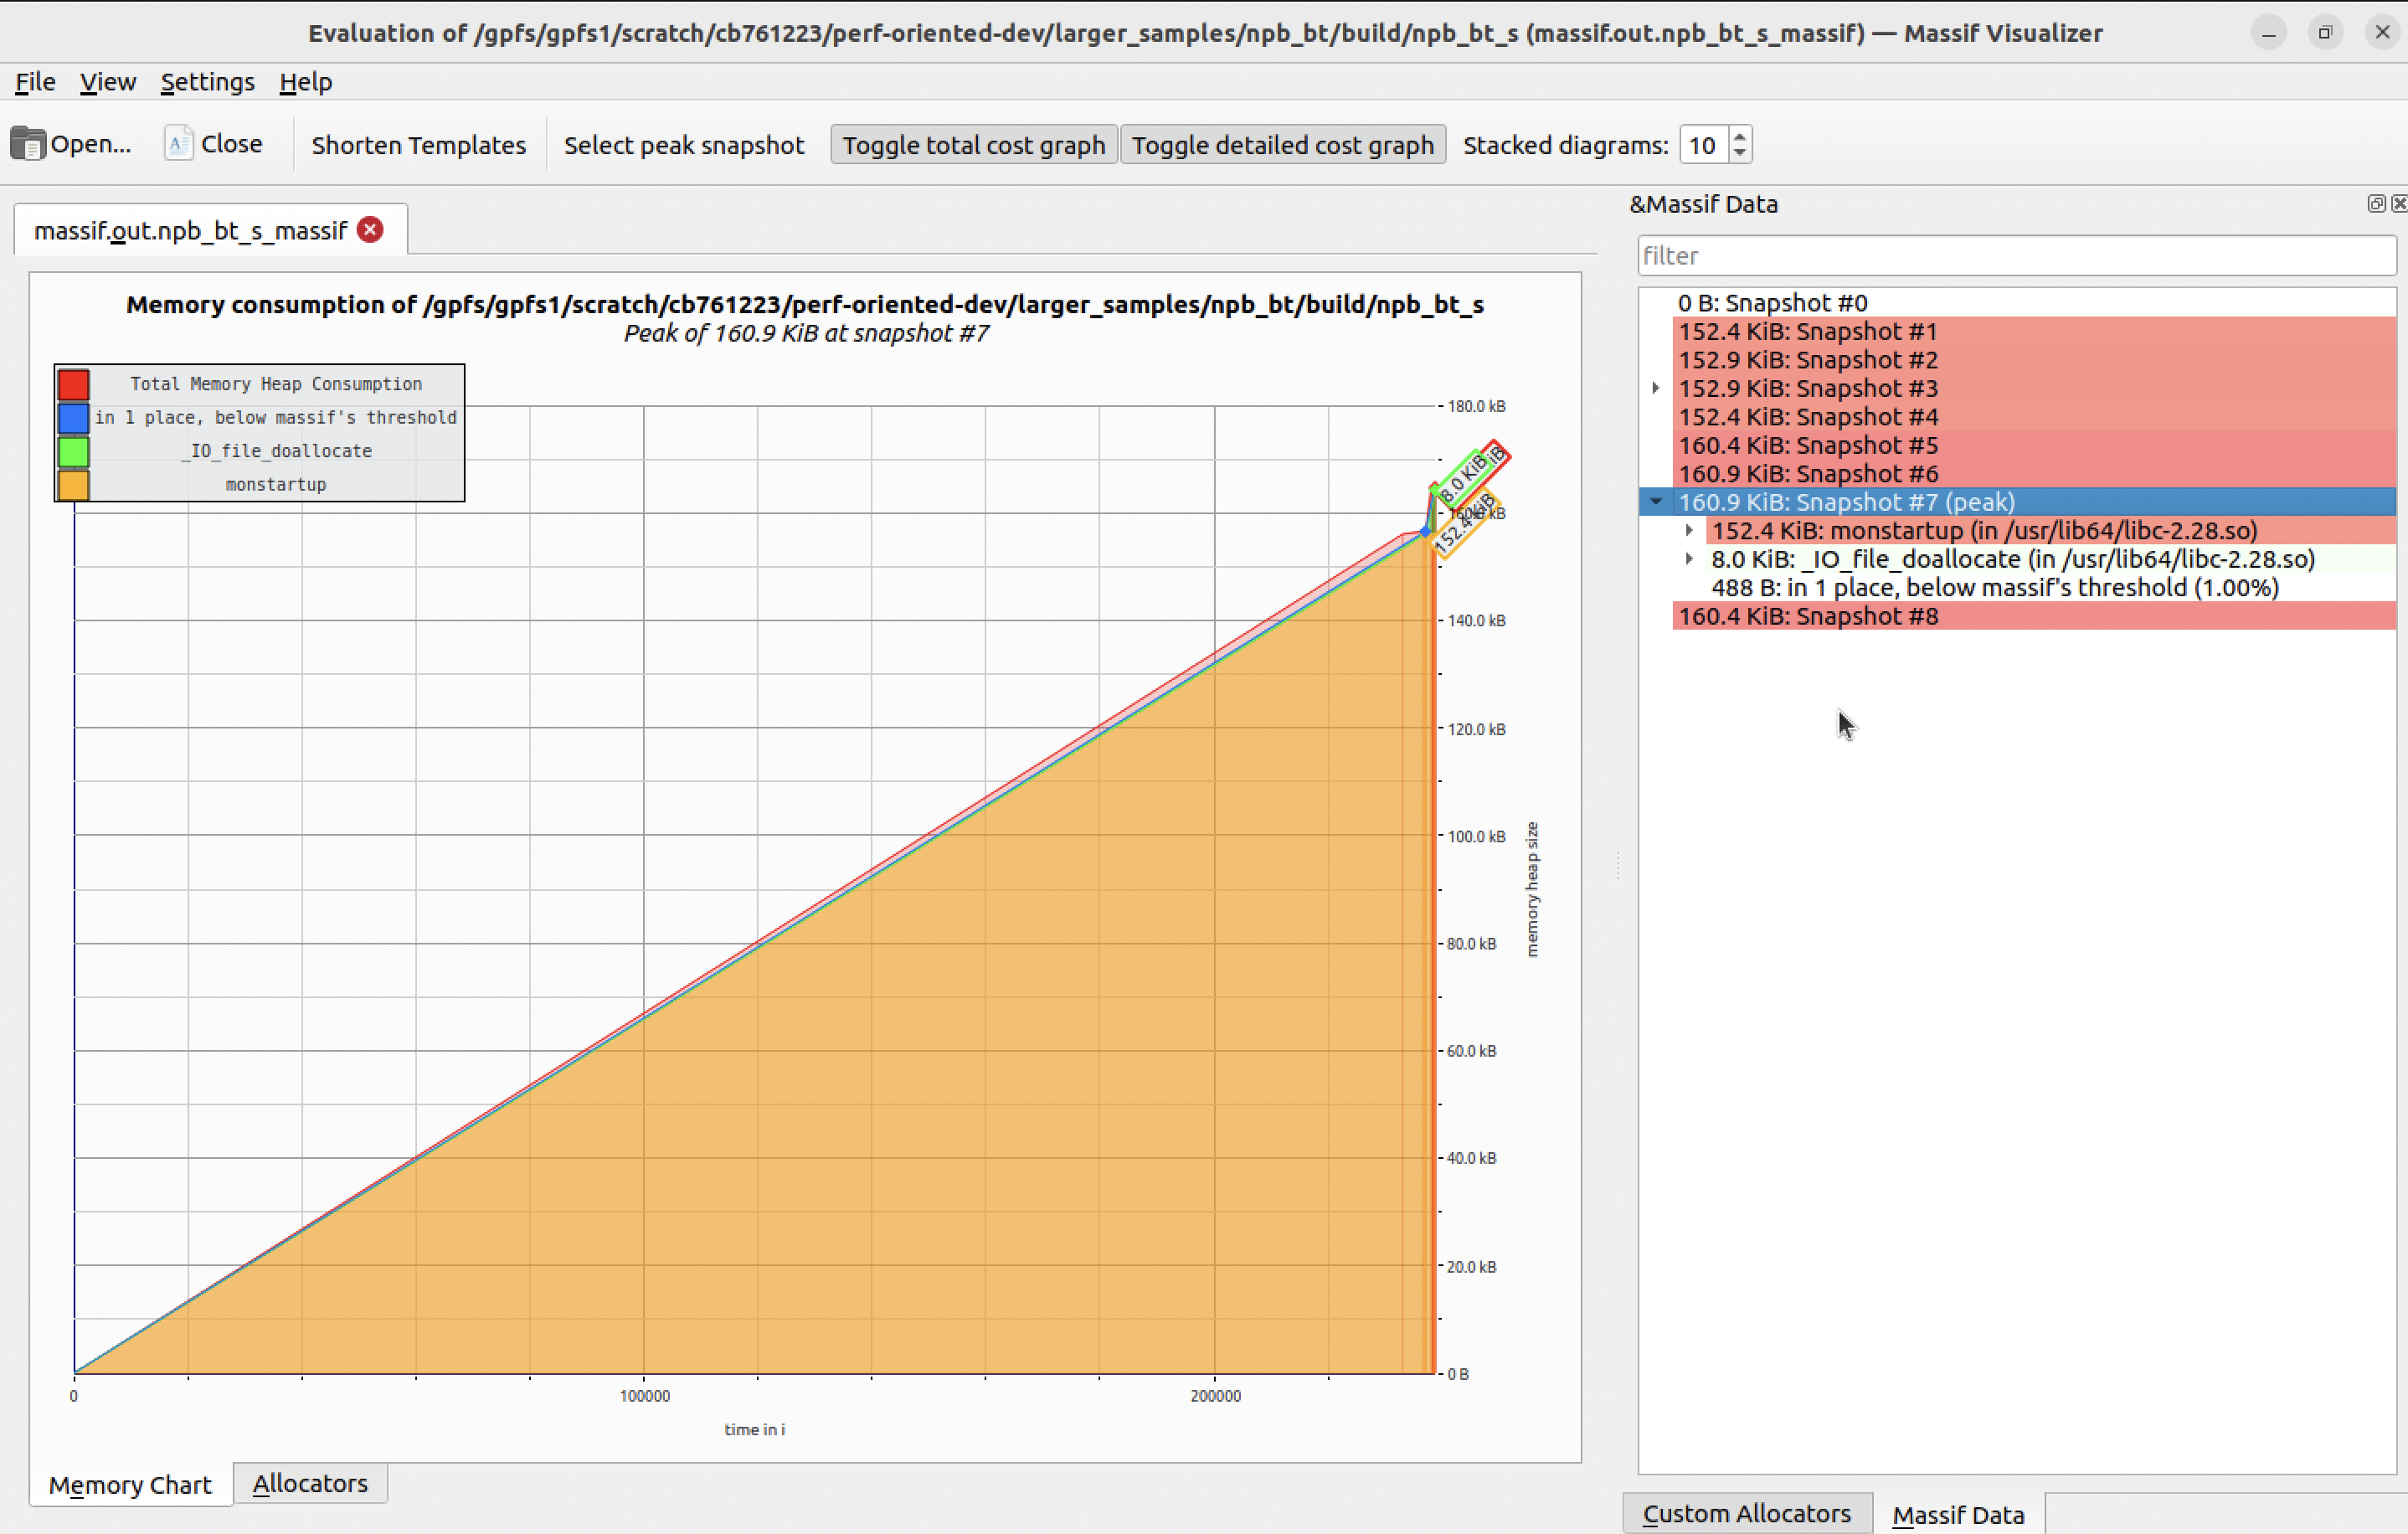 Evaluation of /gpfs/gpfs1/scratch/cb761223/perf-oriented-dev/larger_samples/npb_bt/build/npb_bt_s (massif.out.npb_bt_s_massif) — Massif Visualizer
File View Settings Help
Open... Close Shorten Templates Select peak snapshot Toggle total cost graph Toggle detailed cost graph Stacked diagrams: 10
massif.out.npb_bt_s_massif
Memory consumption of /gpfs/gpfs1/scratch/cb761223/perf-oriented-dev/larger_samples/npb_bt/build/npb_bt_s
Peak of 160.9 KiB at snapshot #7
Total Memory Heap Consumption
in 1 place, below massif's threshold
_IO_file_doallocate
monstartup
180.0 kB
8.0 KiB
iB
152.4 KiB
160.0 kB
140.0 kB
120.0 kB
100.0 kB
80.0 kB
60.0 kB
40.0 kB
20.0 kB
0 B
memory heap size
0 100000 200000
time in i
Memory Chart Allocators
&Massif Data
filter
0 B: Snapshot #0
152.4 KiB: Snapshot #1
152.9 KiB: Snapshot #2
152.9 KiB: Snapshot #3
152.4 KiB: Snapshot #4
160.4 KiB: Snapshot #5
160.9 KiB: Snapshot #6
160.9 KiB: Snapshot #7 (peak)
152.4 KiB: monstartup (in /usr/lib64/libc-2.28.so)
8.0 KiB: _IO_file_doallocate (in /usr/lib64/libc-2.28.so)
488 B: in 1 place, below massif's threshold (1.00%)
160.4 KiB: Snapshot #8
Custom Allocators Massif Data